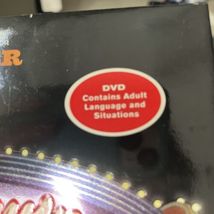 R
DVD
Contains Adult
Language and
Situations